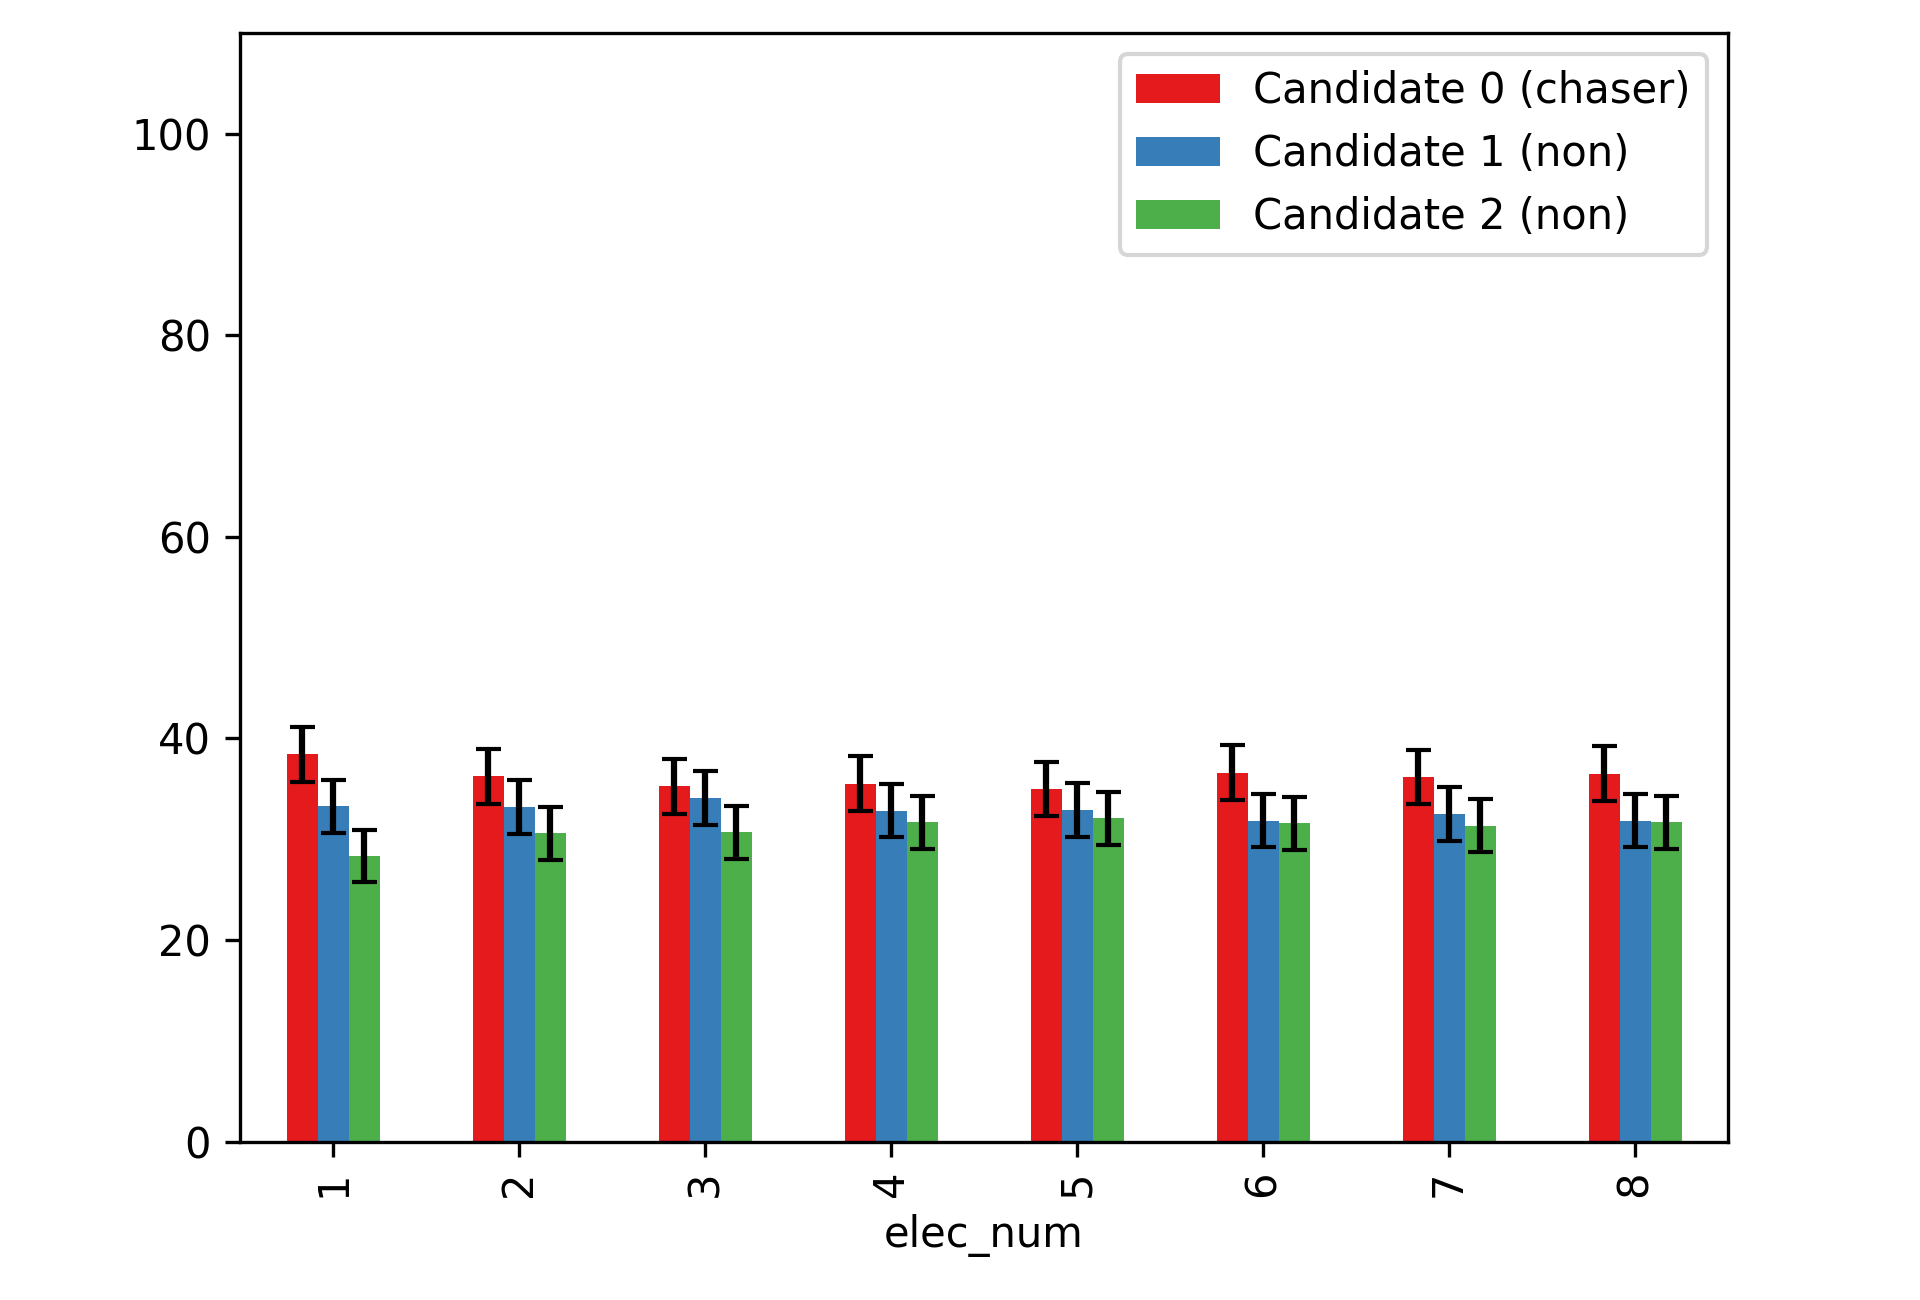 Candidate 0 (chaser)
Candidate 1 (non)
Candidate 2 (non)
100
80
60
40
20
0
1 2 3 4 5 6 7 8
elec_num